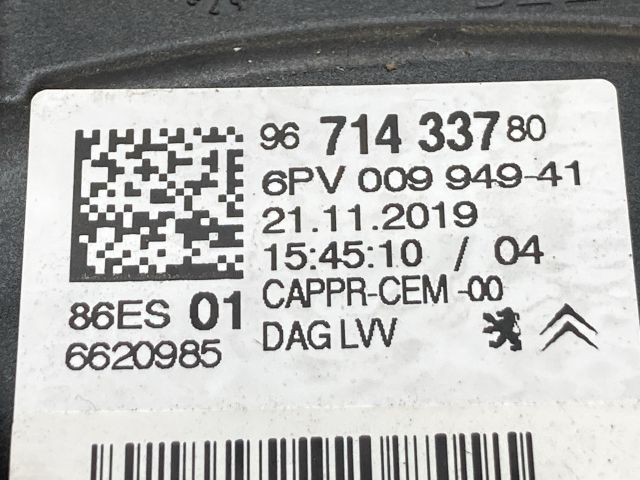 96 714 337 80
6PV 009 949-41
21.11.2019
15:45:10 / 04
CAPPR-CEM-00
DAG LVV
86ES 01
6620985